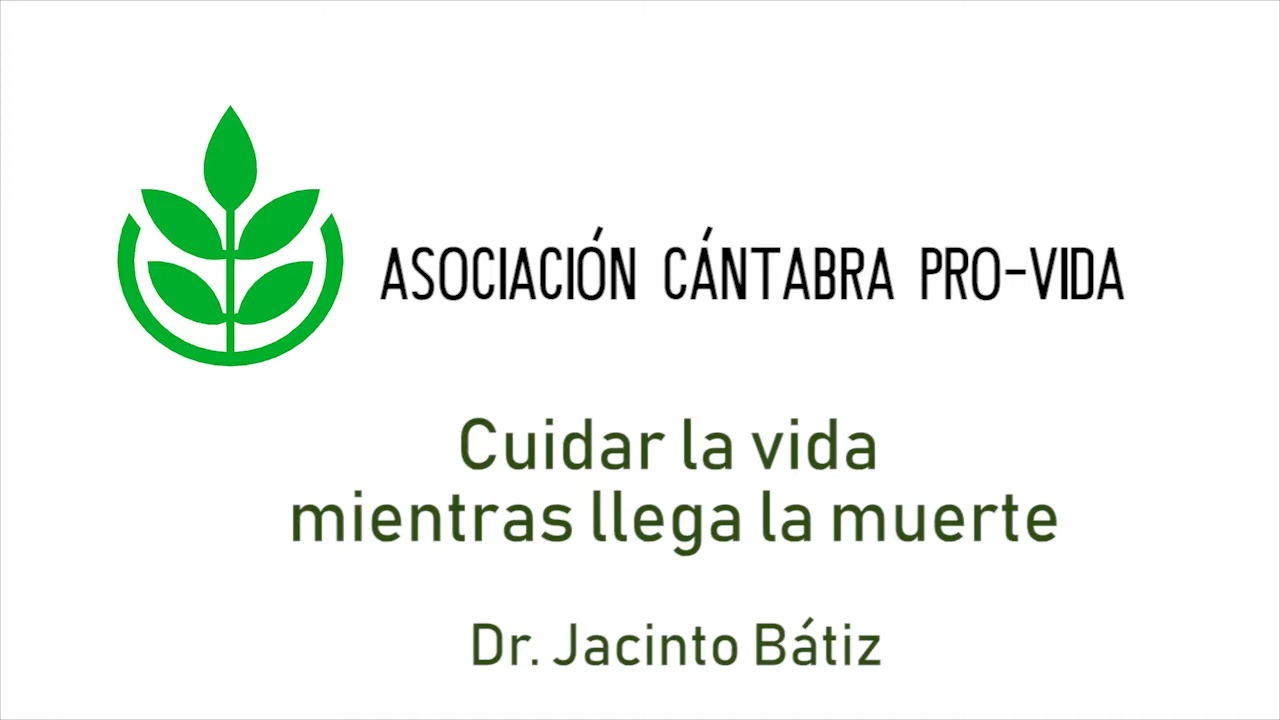 ASOCIACIÓN CÁNTABRA PRO-VIDA
Cuidar la vida
mientras llega la muerte
Dr. Jacinto Bátiz